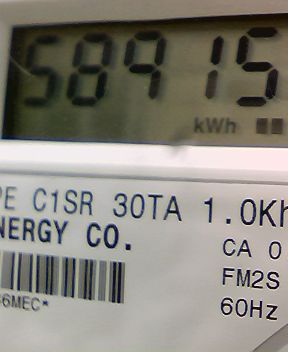 58915
kWh
PE C1SR 30TA 1.0Kh
NERGY CO.
CA 0
FM2S
6MEC*
60Hz